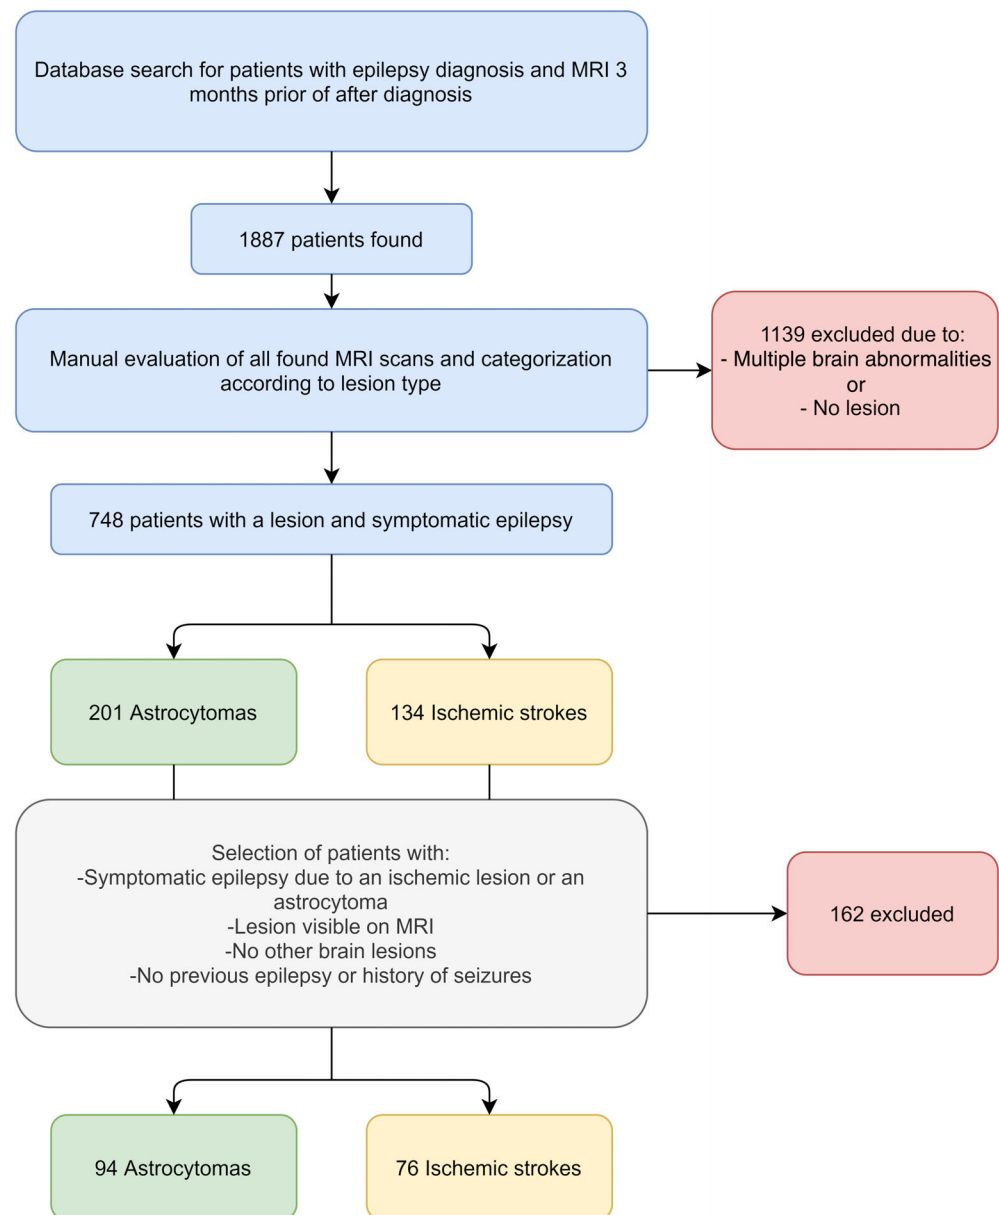 Database search for patients with epilepsy diagnosis and MRI 3
months prior of after diagnosis
1887 patients found
Manual evaluation of all found MRI scans and categorization
according to lesion type
1139 excluded due to:
- Multiple brain abnormalities
or
- No lesion
748 patients with a lesion and symptomatic epilepsy
201 Astrocytomas
134 Ischemic strokes
Selection of patients with:
-Symptomatic epilepsy due to an ischemic lesion or an
astrocytoma
-Lesion visible on MRI
-No other brain lesions
-No previous epilepsy or history of seizures
162 excluded
94 Astrocytomas
76 Ischemic strokes